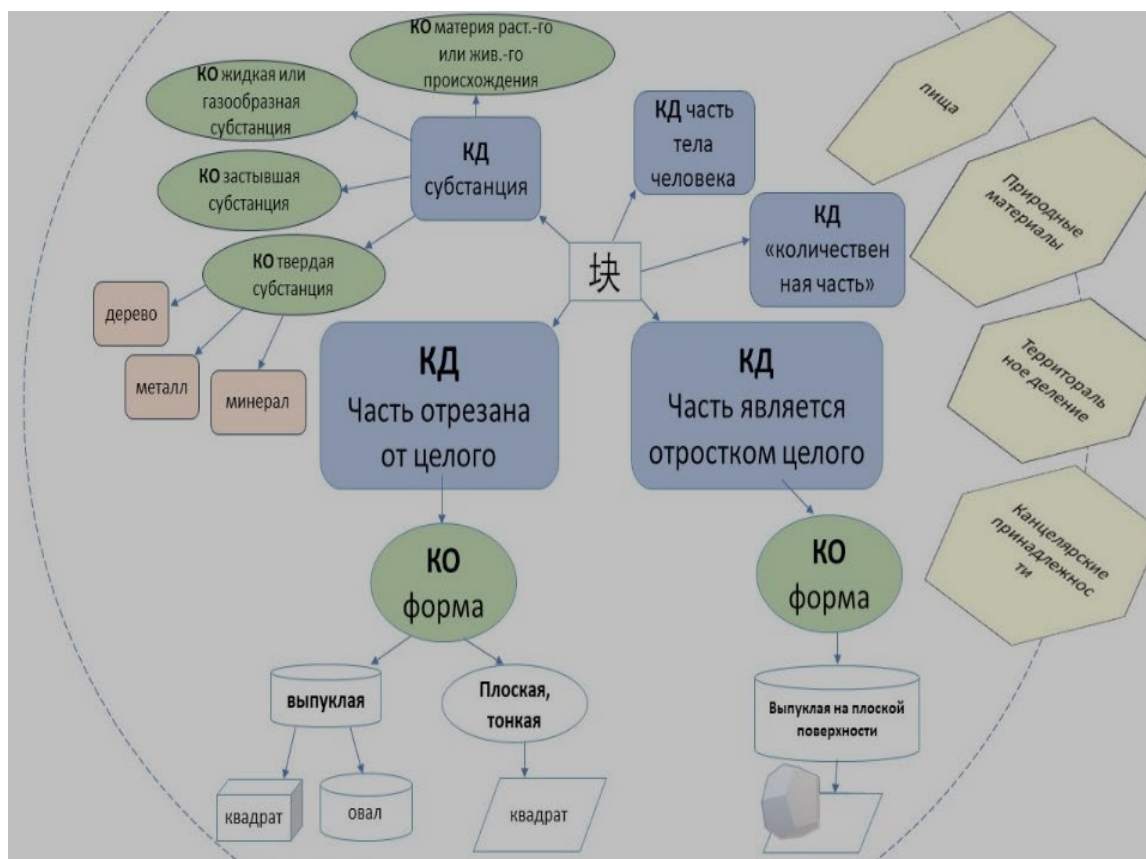 КО материя раст.-го
или жив.-го
происхождения
КО жидкая или
газообразная
субстанция
КД
субстанция
КО застывшая
субстанция
КО твердая
субстанция
дерево
металл
минерал
КД часть
тела
человека
КД
«количествен
ная часть»
块
КД
Часть отрезана
от целого
КД
Часть является
отростком целого
КО
форма
КО
форма
выпуклая
Плоская,
тонкая
Выпуклая на плоской
поверхности
квадрат
овал
квадрат
пища
Природные
материалы
Территораль
ное деление
Канцелярские
принадлежнос
ти